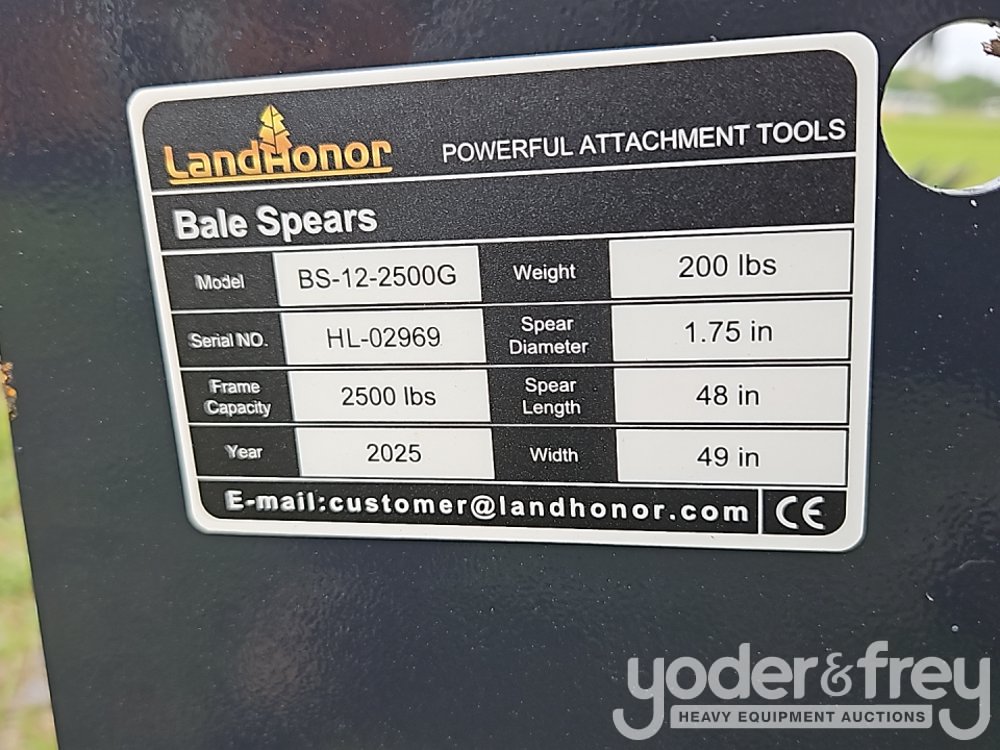 LandHonor POWERFUL ATTACHMENT TOOLS
Bale Spears
Model BS-12-2500G Weight 200 lbs
Serial NO. HL-02969 Spear Diameter 1.75 in
Frame Capacity 2500 lbs Spear Length 48 in
Year 2025 Width 49 in
E-mail:customer@landhonor.com CE
yoder&frey
HEAVY EQUIPMENT AUCTIONS